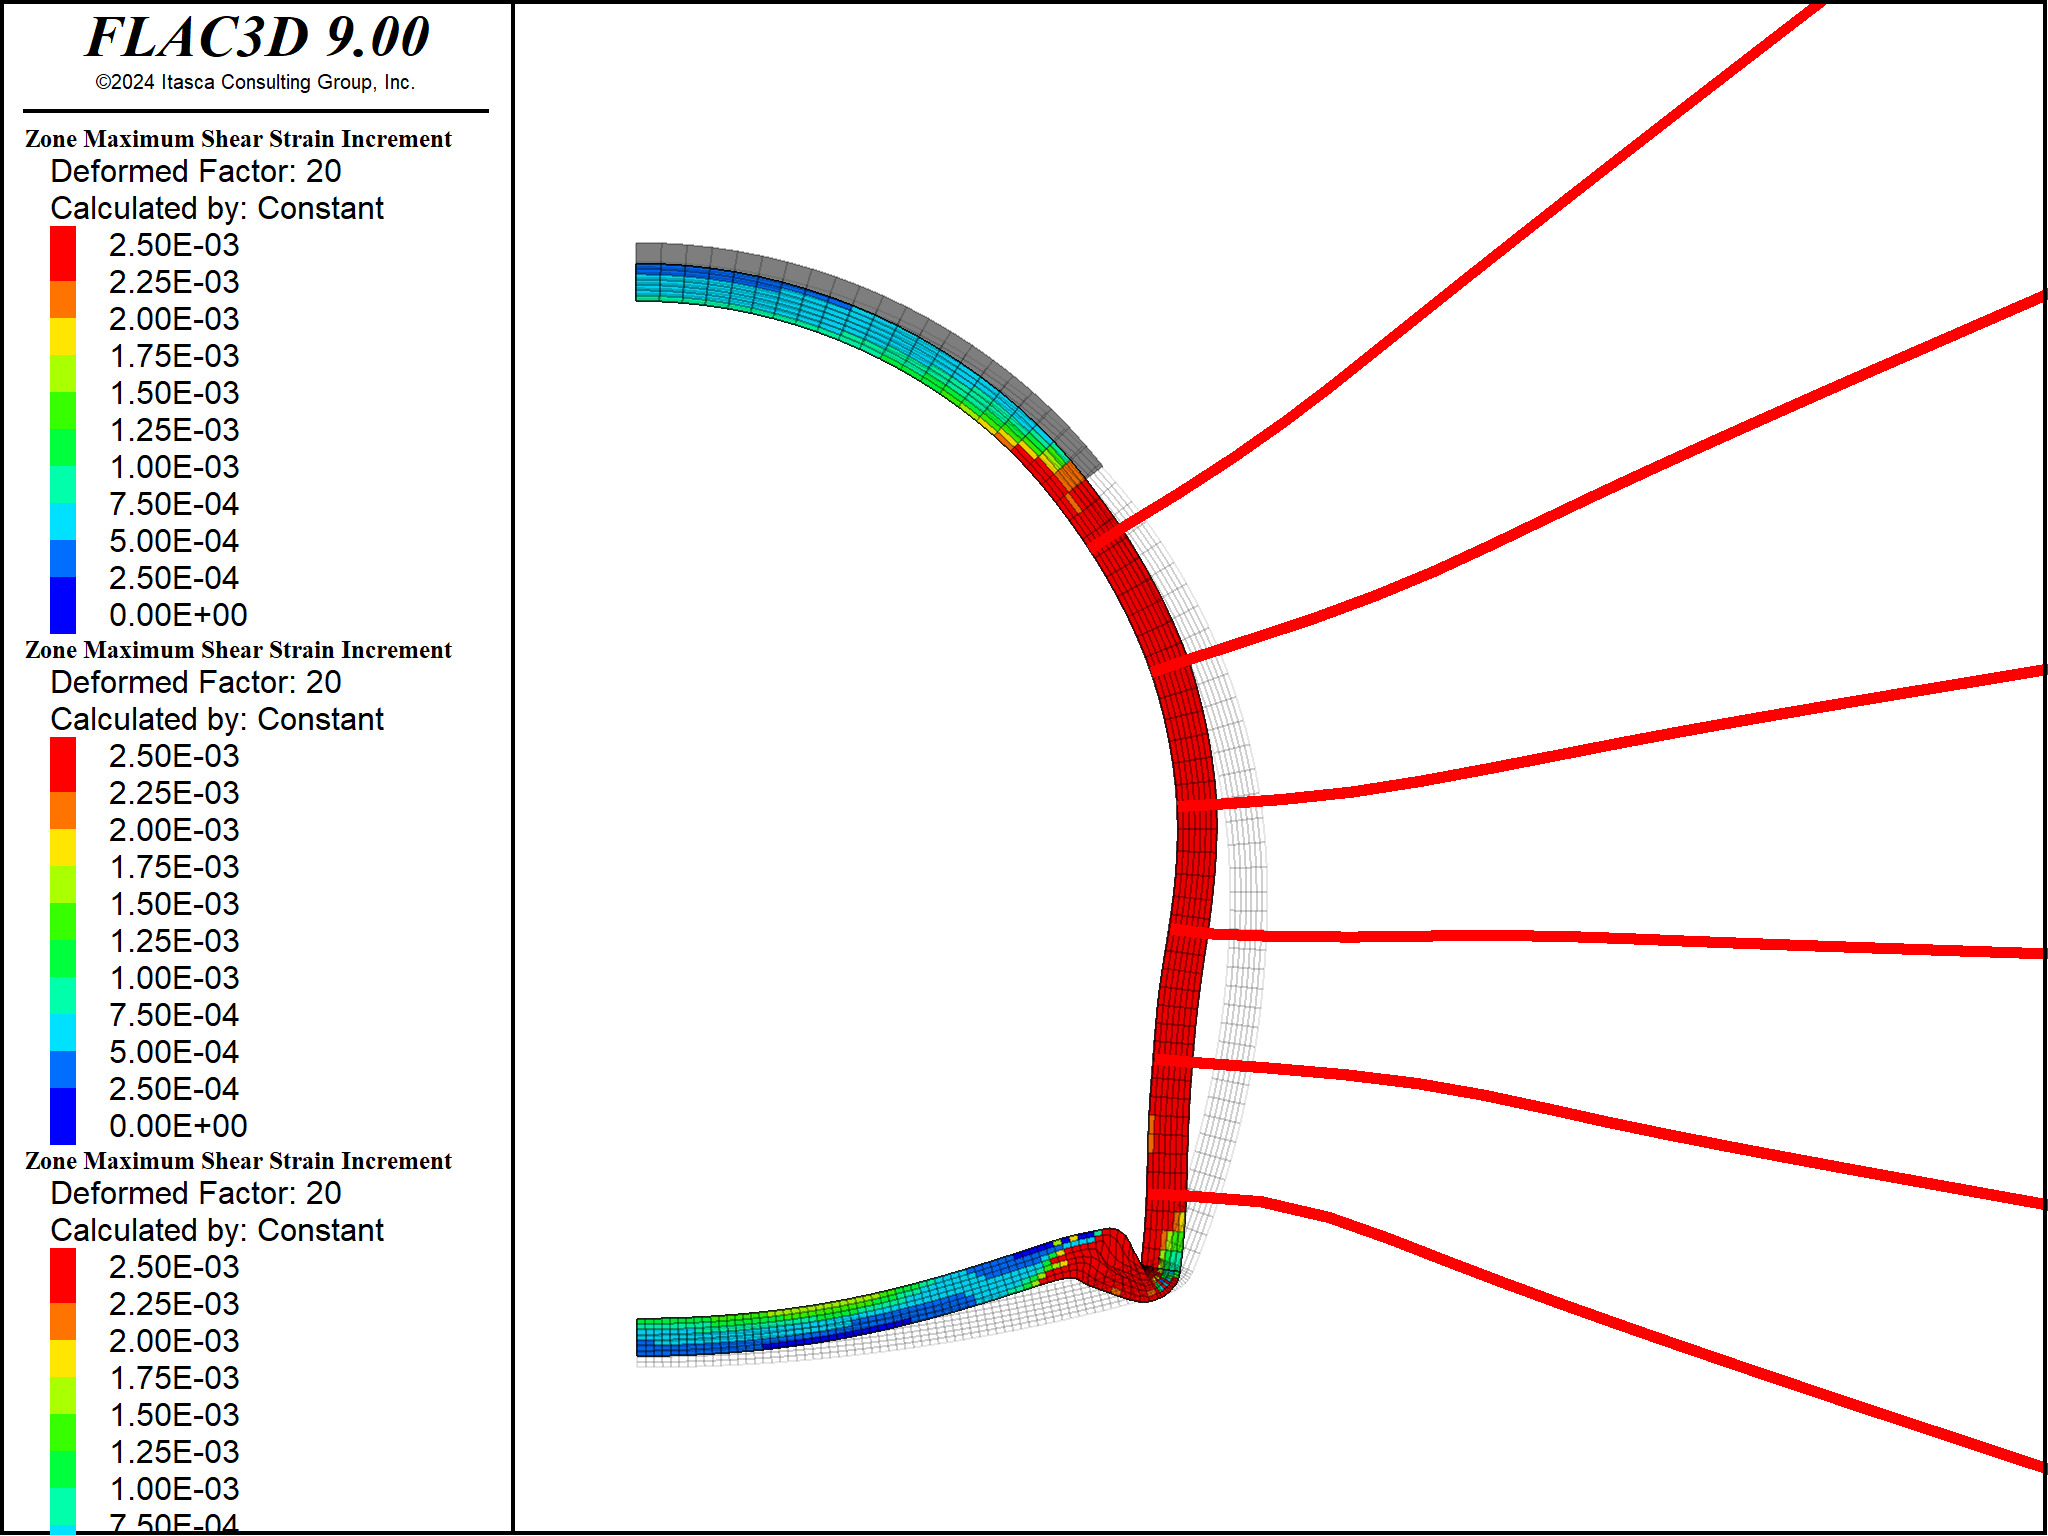 FLAC3D 9.00
©2024 Itasca Consulting Group, Inc.
Zone Maximum Shear Strain Increment
Deformed Factor: 20
Calculated by: Constant
2.50E-03
2.25E-03
2.00E-03
1.75E-03
1.50E-03
1.25E-03
1.00E-03
7.50E-04
5.00E-04
2.50E-04
0.00E+00
Zone Maximum Shear Strain Increment
Deformed Factor: 20
Calculated by: Constant
2.50E-03
2.25E-03
2.00E-03
1.75E-03
1.50E-03
1.25E-03
1.00E-03
7.50E-04
5.00E-04
2.50E-04
0.00E+00
Zone Maximum Shear Strain Increment
Deformed Factor: 20
Calculated by: Constant
2.50E-03
2.25E-03
2.00E-03
1.75E-03
1.50E-03
1.25E-03
1.00E-03
7.50E-04